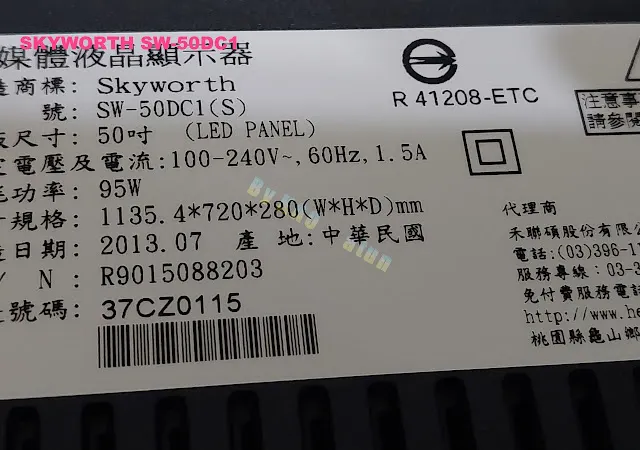 SKYWORTH SW-50DC1
媒體液晶顯示器
商標: Skyworth
號: SW-50DC1(S)
尺寸: 50吋 (LED PANEL)
電壓及電流:100-240V~,60Hz,1.5A
功率: 95W
規格: 1135.4*720*280(W*H*D)mm
日期: 2013.07 產 地:中華民國
/ N : R9015088203
號碼: 37CZ0115
R 41208-ETC
注意事
請參閱
代理商
禾聯碩股份有限公
電話:(03)396-1
服務專線:03-3
免付費服務電話
http://www.he
桃園縣龜山鄉